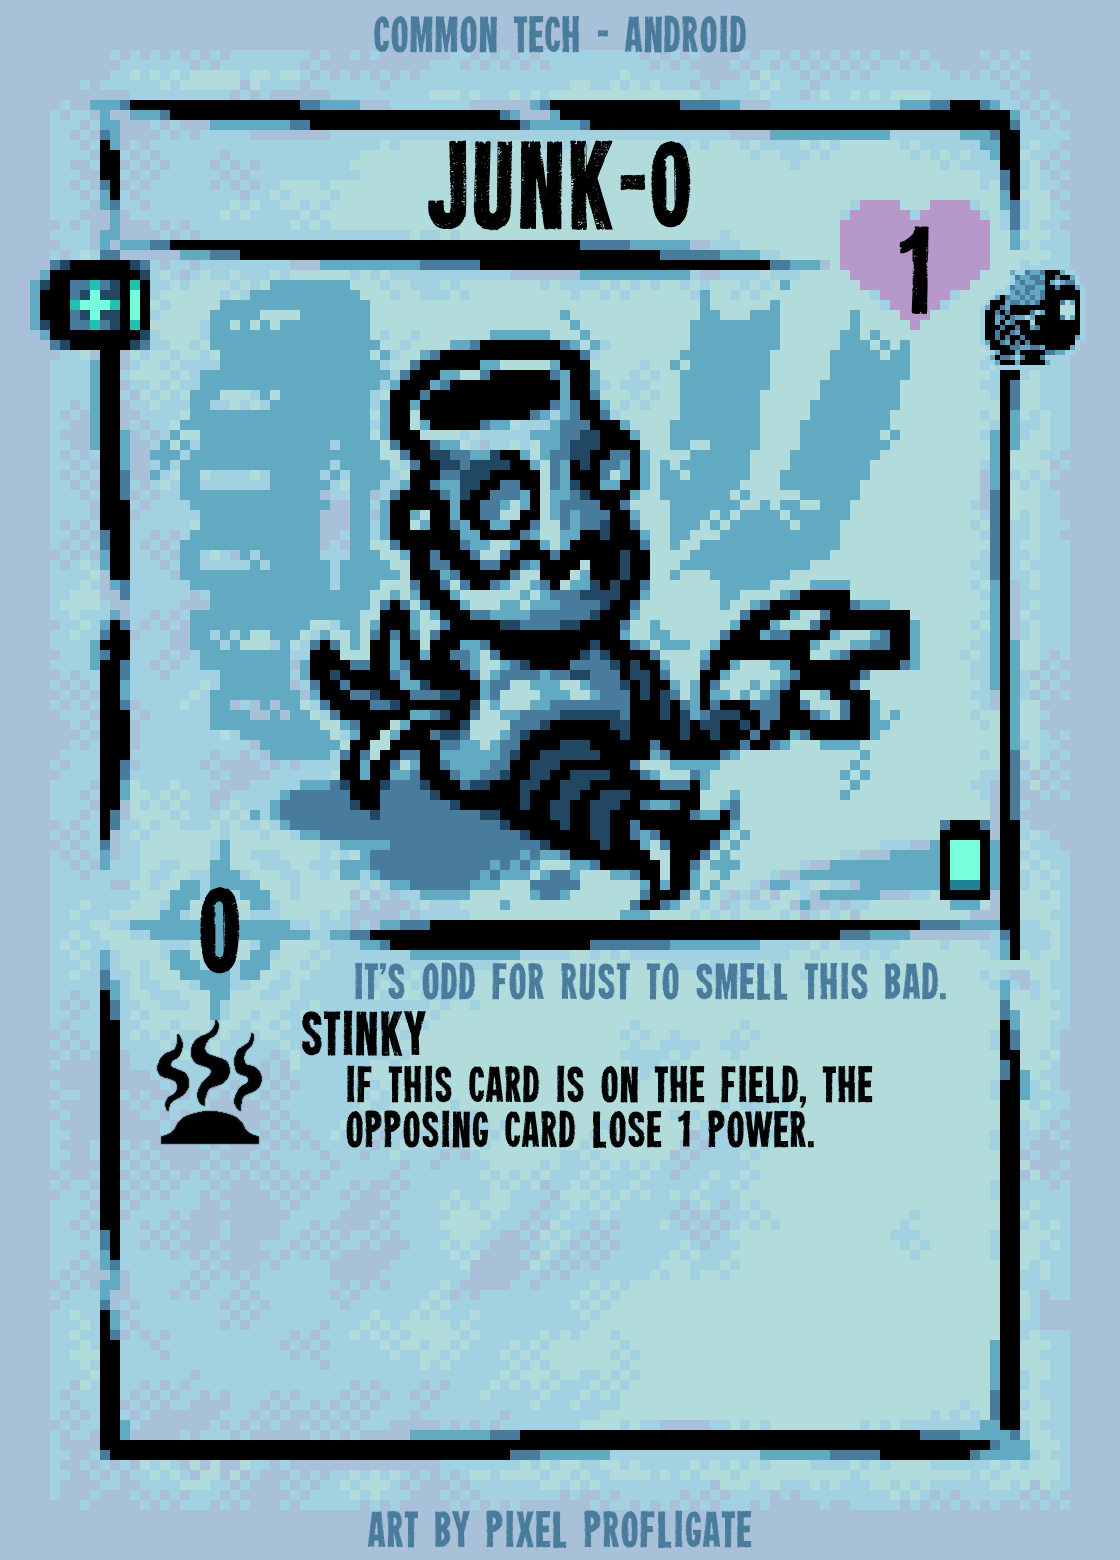 COMMON TECH - ANDROID
JUNK-O
1
0
IT'S ODD FOR RUST TO SMELL THIS BAD.
STINKY
IF THIS CARD IS ON THE FIELD, THE
OPPOSING CARD LOSE 1 POWER.
ART BY PIXEL PROFLIGATE